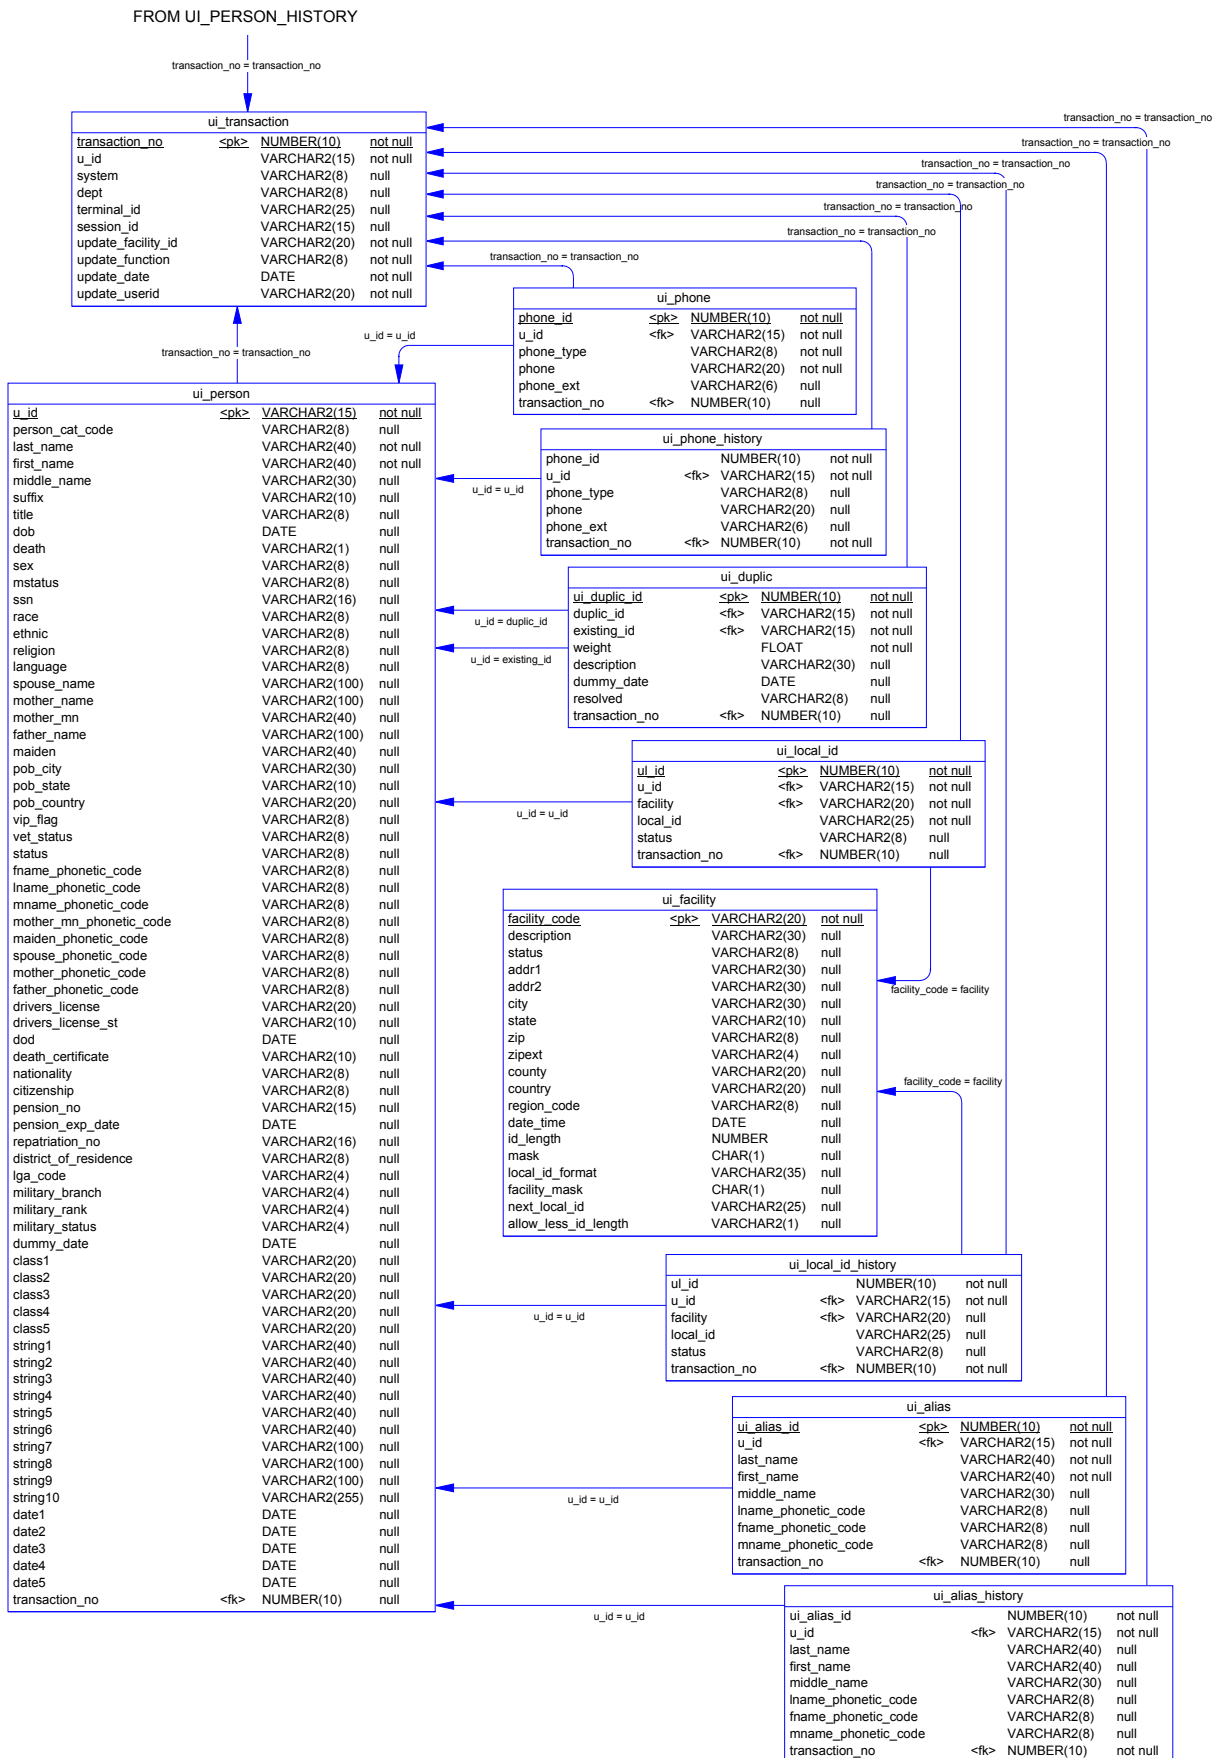 FROM UI_PERSON_HISTORY
transaction_no = transaction_no
ui_transaction
transaction_no <pk> NUMBER(10) not null
u_id VARCHAR2(15) not null
system VARCHAR2(8) null
dept VARCHAR2(8) null
terminal_id VARCHAR2(25) null
session_id VARCHAR2(15) null
update_facility_id VARCHAR2(20) not null
update_function VARCHAR2(8) not null
update_date DATE not null
update_userid VARCHAR2(20) not null
transaction_no = transaction_no
transaction_no = transaction_no
transaction_no = transaction_no
transaction_no = transaction_no
transaction_no = transaction_no
transaction_no = transaction_no
transaction_no = transaction_no
transaction_no = transaction_no
u_id = u_id
ui_phone
phone_id <pk> NUMBER(10) not null
u_id <fk> VARCHAR2(15) not null
phone_type VARCHAR2(8) not null
phone VARCHAR2(20) not null
phone_ext VARCHAR2(6) null
transaction_no <fk> NUMBER(10) null
ui_person
u_id <pk> VARCHAR2(15) not null
person_cat_code VARCHAR2(8) null
last_name VARCHAR2(40) not null
first_name VARCHAR2(40) not null
middle_name VARCHAR2(30) null
suffix VARCHAR2(10) null
title VARCHAR2(8) null
dob DATE null
death VARCHAR2(1) null
sex VARCHAR2(8) null
mstatus VARCHAR2(8) null
ssn VARCHAR2(16) null
race VARCHAR2(8) null
ethnic VARCHAR2(8) null
religion VARCHAR2(8) null
language VARCHAR2(8) null
spouse_name VARCHAR2(100) null
mother_name VARCHAR2(100) null
mother_mn VARCHAR2(40) null
father_name VARCHAR2(100) null
maiden VARCHAR2(40) null
pob_city VARCHAR2(30) null
pob_state VARCHAR2(10) null
pob_country VARCHAR2(20) null
vip_flag VARCHAR2(8) null
vet_status VARCHAR2(8) null
status VARCHAR2(8) null
fname_phonetic_code VARCHAR2(8) null
lname_phonetic_code VARCHAR2(8) null
mname_phonetic_code VARCHAR2(8) null
mother_mn_phonetic_code VARCHAR2(8) null
maiden_phonetic_code VARCHAR2(8) null
spouse_phonetic_code VARCHAR2(8) null
mother_phonetic_code VARCHAR2(8) null
father_phonetic_code VARCHAR2(8) null
drivers_license VARCHAR2(20) null
drivers_license_st VARCHAR2(10) null
dod DATE null
death_certificate VARCHAR2(10) null
nationality VARCHAR2(8) null
citizenship VARCHAR2(8) null
pension_no VARCHAR2(15) null
pension_exp_date DATE null
repatriation_no VARCHAR2(16) null
district_of_residence VARCHAR2(8) null
lga_code VARCHAR2(4) null
military_branch VARCHAR2(4) null
military_rank VARCHAR2(4) null
military_status VARCHAR2(4) null
dummy_date DATE null
class1 VARCHAR2(20) null
class2 VARCHAR2(20) null
class3 VARCHAR2(20) null
class4 VARCHAR2(20) null
class5 VARCHAR2(20) null
string1 VARCHAR2(40) null
string2 VARCHAR2(40) null
string3 VARCHAR2(40) null
string4 VARCHAR2(40) null
string5 VARCHAR2(40) null
string6 VARCHAR2(40) null
string7 VARCHAR2(100) null
string8 VARCHAR2(100) null
string9 VARCHAR2(100) null
string10 VARCHAR2(255) null
date1 DATE null
date2 DATE null
date3 DATE null
date4 DATE null
date5 DATE null
transaction_no <fk> NUMBER(10) null
ui_phone_history
phone_id NUMBER(10) not null
u_id <fk> VARCHAR2(15) not null
phone_type VARCHAR2(8) null
phone VARCHAR2(20) null
phone_ext VARCHAR2(6) null
transaction_no <fk> NUMBER(10) not null
u_id = u_id
ui_duplic
ui_duplic_id <pk> NUMBER(10) not null
duplic_id <fk> VARCHAR2(15) not null
existing_id <fk> VARCHAR2(15) not null
weight FLOAT not null
description VARCHAR2(30) null
dummy_date DATE null
resolved VARCHAR2(8) null
transaction_no <fk> NUMBER(10) null
u_id = duplic_id
u_id = existing_id
ui_local_id
ul_id <pk> NUMBER(10) not null
u_id <fk> VARCHAR2(15) not null
facility <fk> VARCHAR2(20) not null
local_id VARCHAR2(25) not null
status VARCHAR2(8) null
transaction_no <fk> NUMBER(10) null
u_id = u_id
ui_facility
facility_code <pk> VARCHAR2(20) not null
description VARCHAR2(30) null
status VARCHAR2(8) null
addr1 VARCHAR2(30) null
addr2 VARCHAR2(30) null
city VARCHAR2(30) null
state VARCHAR2(10) null
zip VARCHAR2(8) null
zipext VARCHAR2(4) null
county VARCHAR2(20) null
country VARCHAR2(20) null
region_code VARCHAR2(8) null
date_time DATE null
id_length NUMBER null
mask CHAR(1) null
local_id_format VARCHAR2(35) null
facility_mask CHAR(1) null
next_local_id VARCHAR2(25) null
allow_less_id_length VARCHAR2(1) null
facility_code = facility
facility_code = facility
ui_local_id_history
ul_id NUMBER(10) not null
u_id <fk> VARCHAR2(15) not null
facility <fk> VARCHAR2(20) null
local_id VARCHAR2(25) null
status VARCHAR2(8) null
transaction_no <fk> NUMBER(10) not null
u_id = u_id
ui_alias
ui_alias_id <pk> NUMBER(10) not null
u_id <fk> VARCHAR2(15) not null
last_name VARCHAR2(40) not null
first_name VARCHAR2(40) not null
middle_name VARCHAR2(30) null
lname_phonetic_code VARCHAR2(8) null
fname_phonetic_code VARCHAR2(8) null
mname_phonetic_code VARCHAR2(8) null
transaction_no <fk> NUMBER(10) null
u_id = u_id
ui_alias_history
ui_alias_id NUMBER(10) not null
u_id <fk> VARCHAR2(15) not null
last_name VARCHAR2(40) null
first_name VARCHAR2(40) null
middle_name VARCHAR2(30) null
lname_phonetic_code VARCHAR2(8) null
fname_phonetic_code VARCHAR2(8) null
mname_phonetic_code VARCHAR2(8) null
transaction_no <fk> NUMBER(10) not null
u_id = u_id